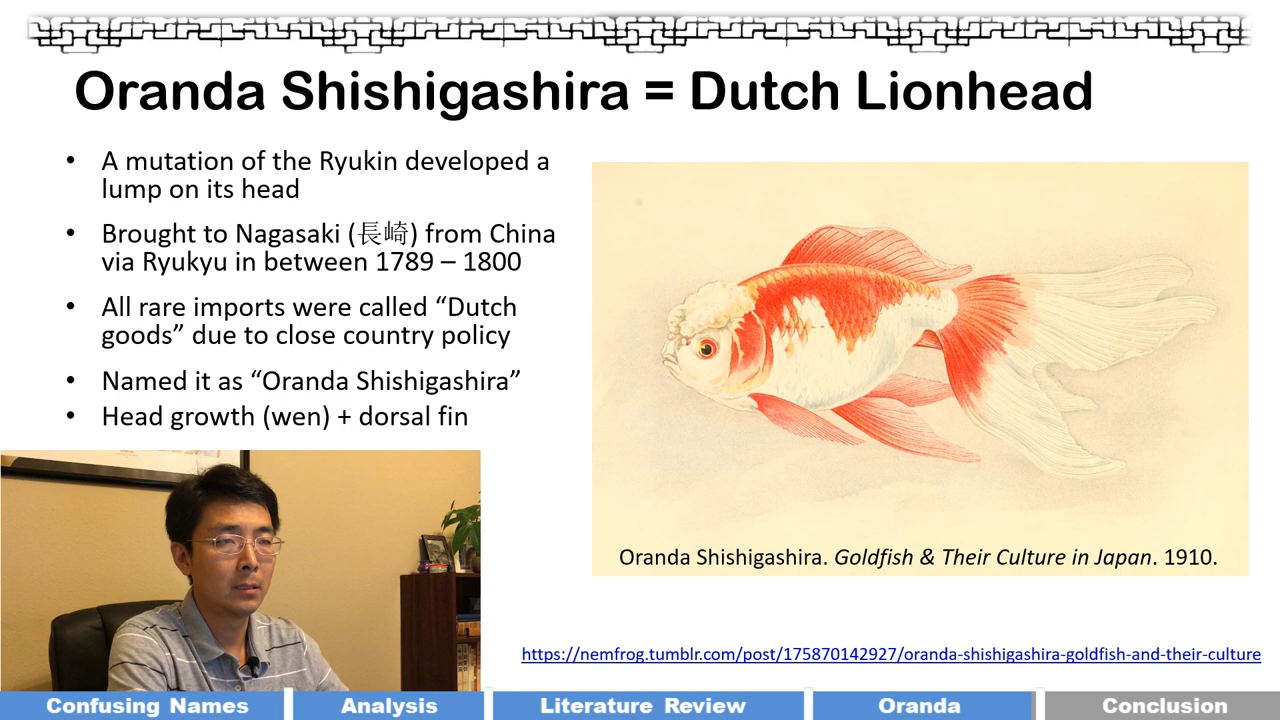 Oranda Shishigashira = Dutch Lionhead
• A mutation of the Ryukin developed a
lump on its head
• Brought to Nagasaki (長崎) from China
via Ryukyu in between 1789 – 1800
• All rare imports were called “Dutch
goods” due to close country policy
• Named it as “Oranda Shishigashira”
• Head growth (wen) + dorsal fin
Oranda Shishigashira. Goldfish & Their Culture in Japan. 1910.
https://nemfrog.tumblr.com/post/175870142927/oranda-shishigashira-goldfish-and-their-culture
Confusing Names
Analysis
Literature Review
Oranda
Conclusion